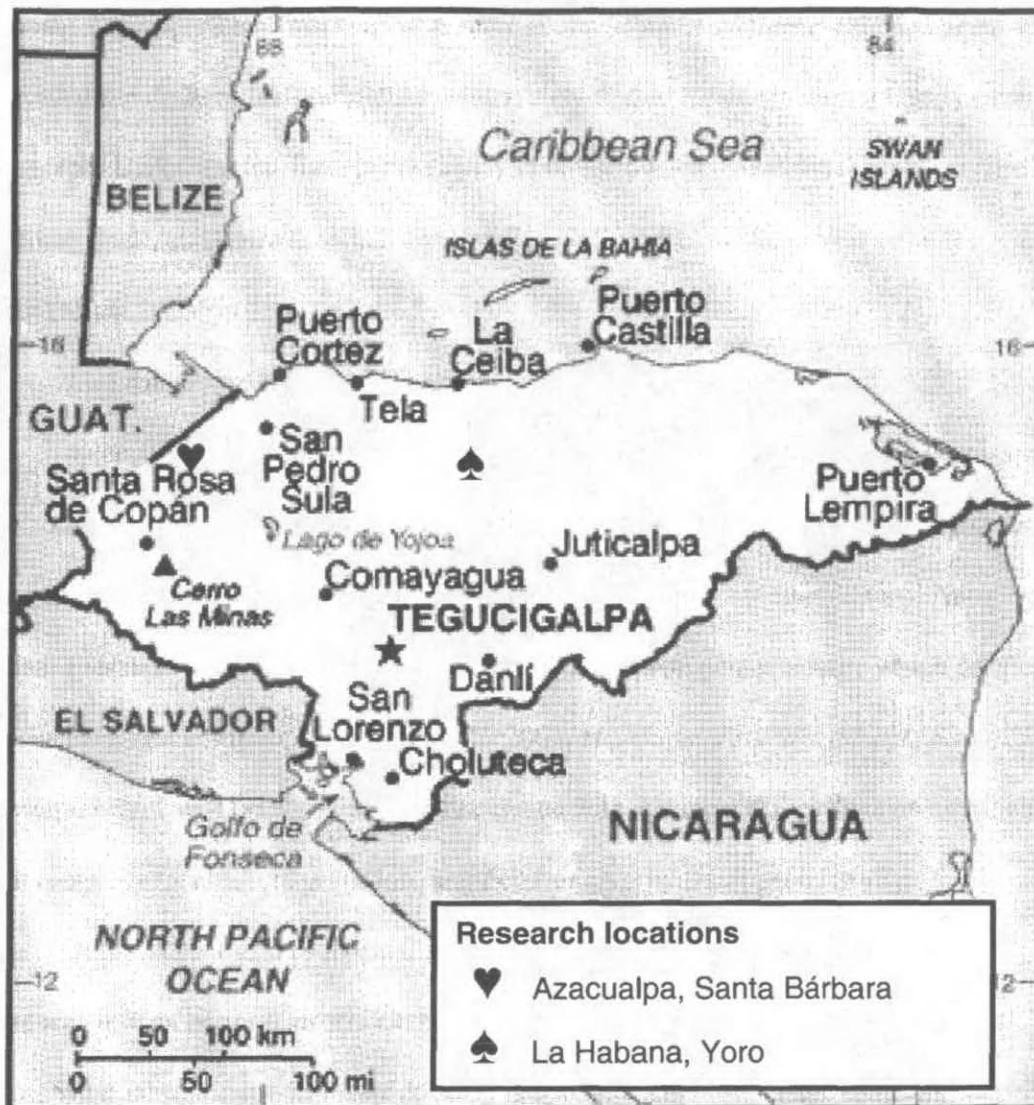 88
84
Caribbean Sea
SWAN
ISLANDS
BELIZE
ISLAS DE LA BAHIA
Puerto
Cortez
La
Ceiba
Puerto
Castilla
16
16
Tela
GUAT.
San
Pedro
Sula
Santa Rosa
de Copán
Puerto
Lempira
Lago de Yojoa
Juticalpa
Comayagua
Cerro
Las Minas
TEGUCIGALPA
Danlí
San
Lorenzo
EL SALVADOR
Choluteca
Golfo de
Fonseca
NICARAGUA
NORTH PACIFIC
OCEAN
12
12
Research locations
♥ Azacualpa, Santa Bárbara
♠ La Habana, Yoro
0 50 100 km
0 50 100 mi